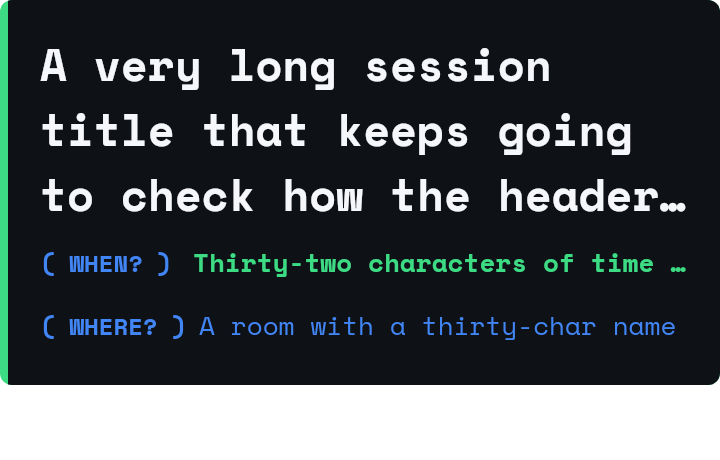 A very long session
title that keeps going
to check how the header…
( WHEN? ) Thirty-two characters of time …
( WHERE? ) A room with a thirty-char name